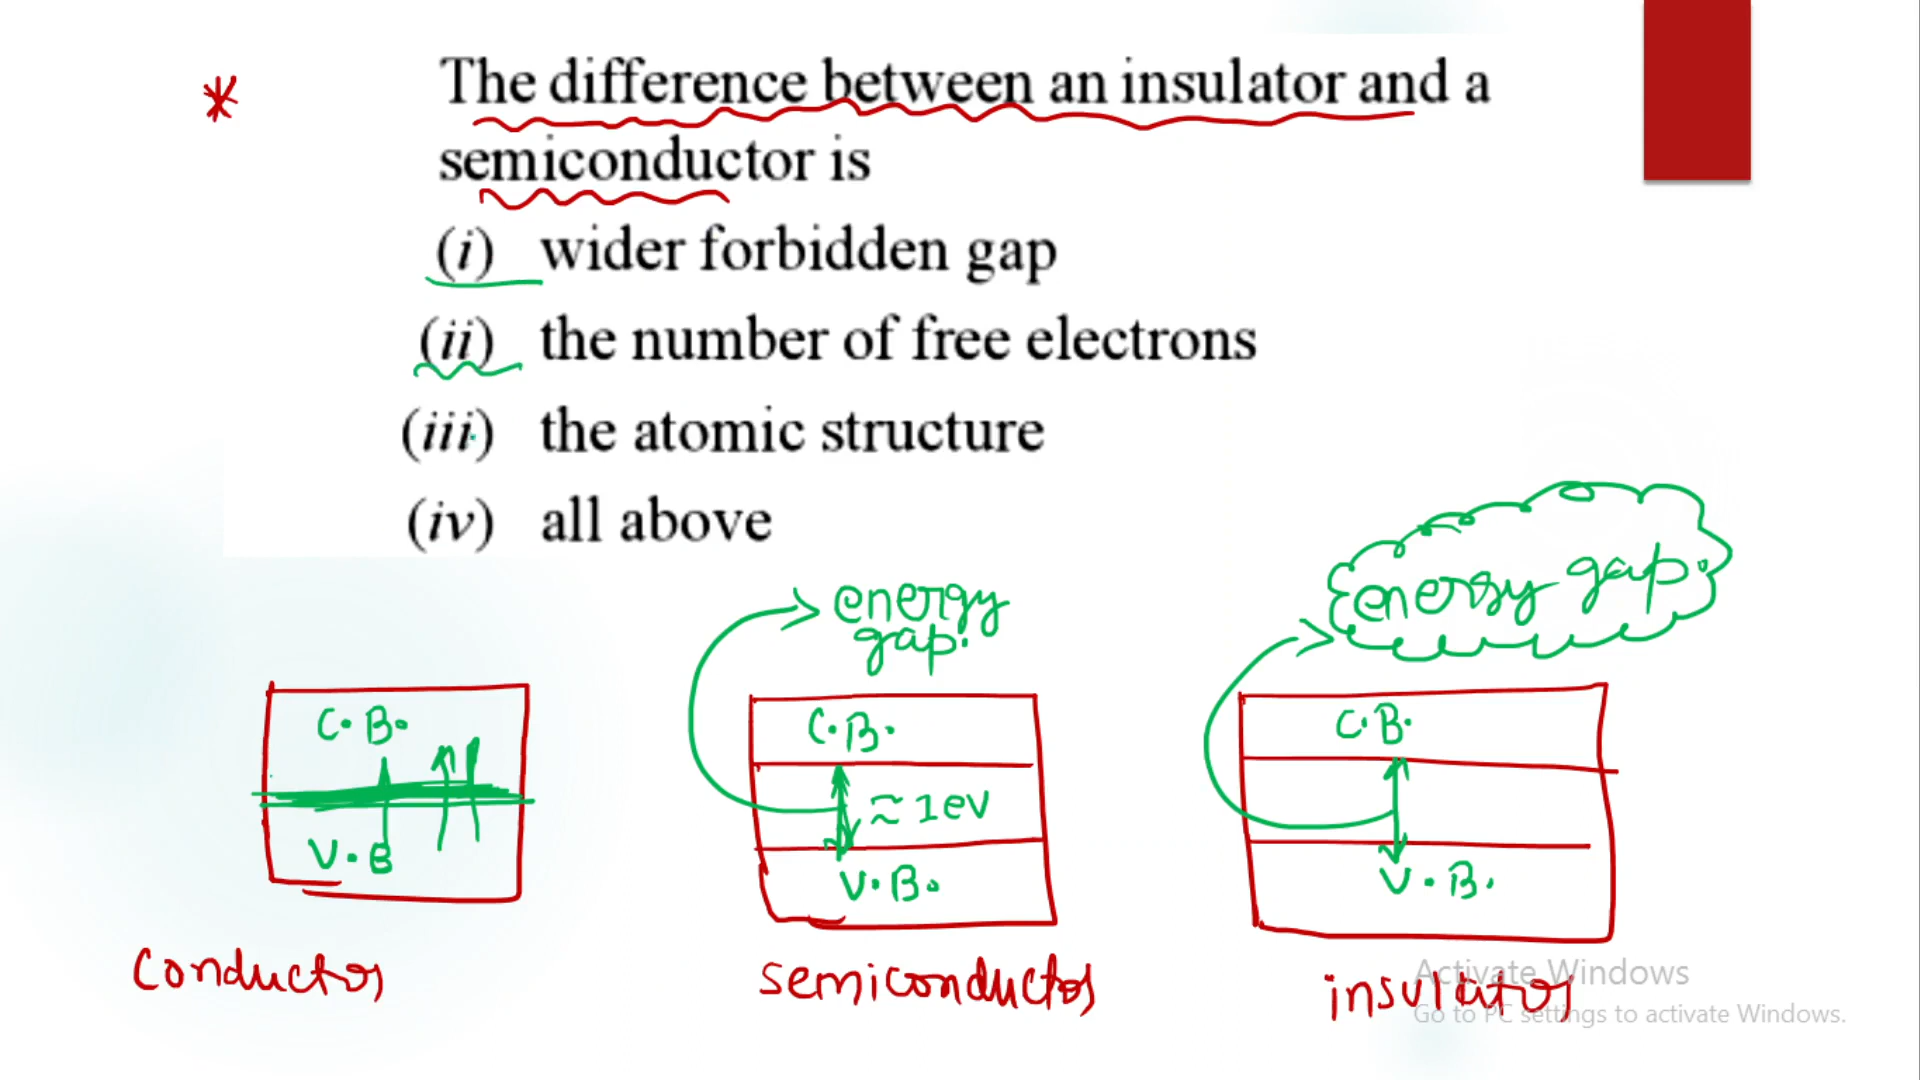 * The difference between an insulator and a
semiconductor is
(i) wider forbidden gap
(ii) the number of free electrons
(iii) the atomic structure
(iv) all above
energy
gap.
energy gap.
C.B.
V.B
C.B.
≈ 1eV
V.B.
C.B.
V.B.
conductor
semiconductor
insulator
Activate Windows
Go to PC settings to activate Windows.